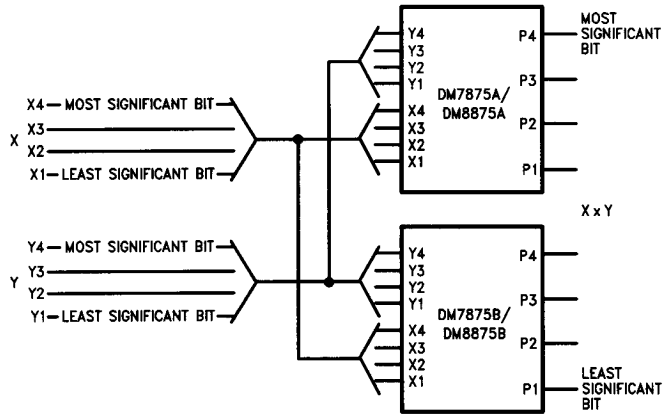 MOST
SIGNIFICANT
BIT
Y4
Y3
Y2
Y1
X4
X3
X2
X1
DM7875A/
DM8875A
P4
P3
P2
P1
X
X4 — MOST SIGNIFICANT BIT
X3
X2
X1 — LEAST SIGNIFICANT BIT
X x Y
Y
Y4 — MOST SIGNIFICANT BIT
Y3
Y2
Y1 — LEAST SIGNIFICANT BIT
Y4
Y3
Y2
Y1
X4
X3
X2
X1
DM7875B/
DM8875B
P4
P3
P2
P1
LEAST
SIGNIFICANT
BIT